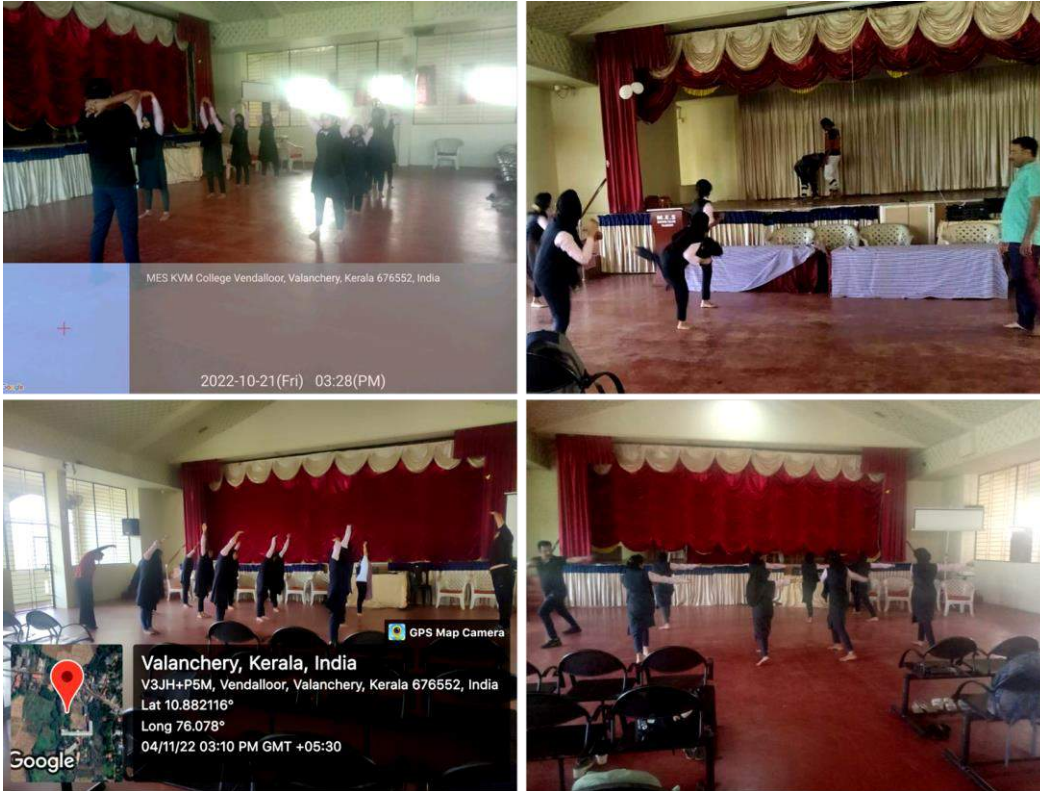 MES KVM College Vendalloor, Valanchery, Kerala 676552, India
2022-10-21(Fri) 03:28(PM)
Google
M.E.S
GPS Map Camera
Valanchery, Kerala, India
V3JH+P5M, Vendalloor, Valanchery, Kerala 676552, India
Lat 10.882116°
Long 76.078°
04/11/22 03:10 PM GMT +05:30
Google